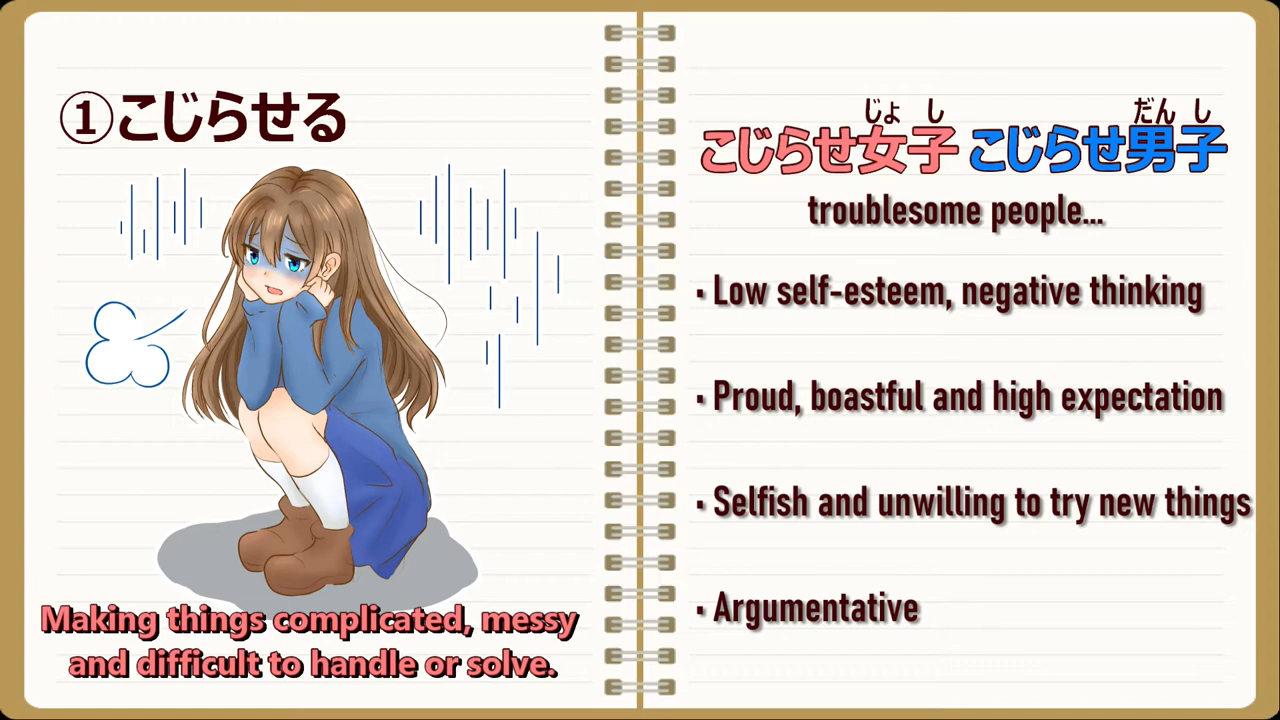 ①こじらせる
Making things complicated, messy
and difficult to handle or solve.
じょ し だん し
こじらせ女子 こじらせ男子
troublesome people...
· Low self-esteem, negative thinking
· Proud, boastful and high expectation
· Selfish and unwilling to try new things
· Argumentative